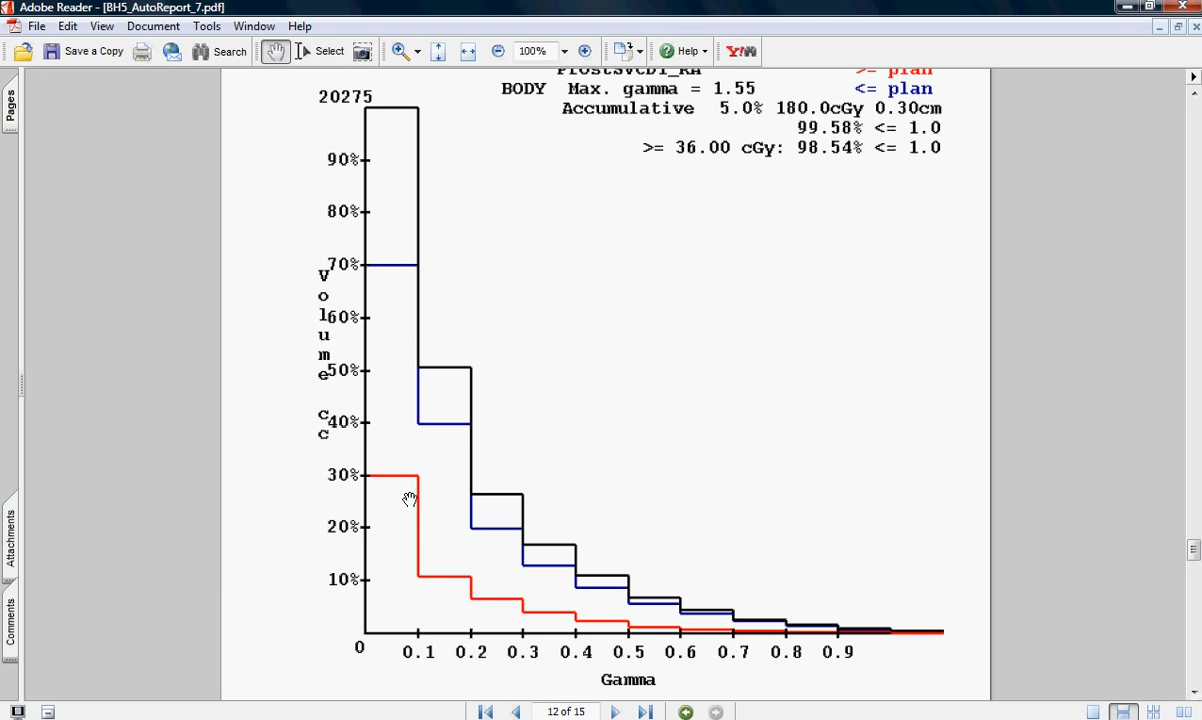 Adobe Reader - [BH5_AutoReport_7.pdf]
File Edit View Document Tools Window Help
Save a Copy Search Select 100% Help Y!
Pages
ProstSVCDI_RA >= plan
20275 BODY Max. gamma = 1.55 <= plan
Accumulative 5.0% 180.0cGy 0.30cm
99.58% <= 1.0
>= 36.00 cGy: 98.54% <= 1.0
90%
80%
70%
60%
50%
40%
30%
20%
10%
Volume cc
0 0.1 0.2 0.3 0.4 0.5 0.6 0.7 0.8 0.9
Gamma
Attachments
Comments
12 of 15